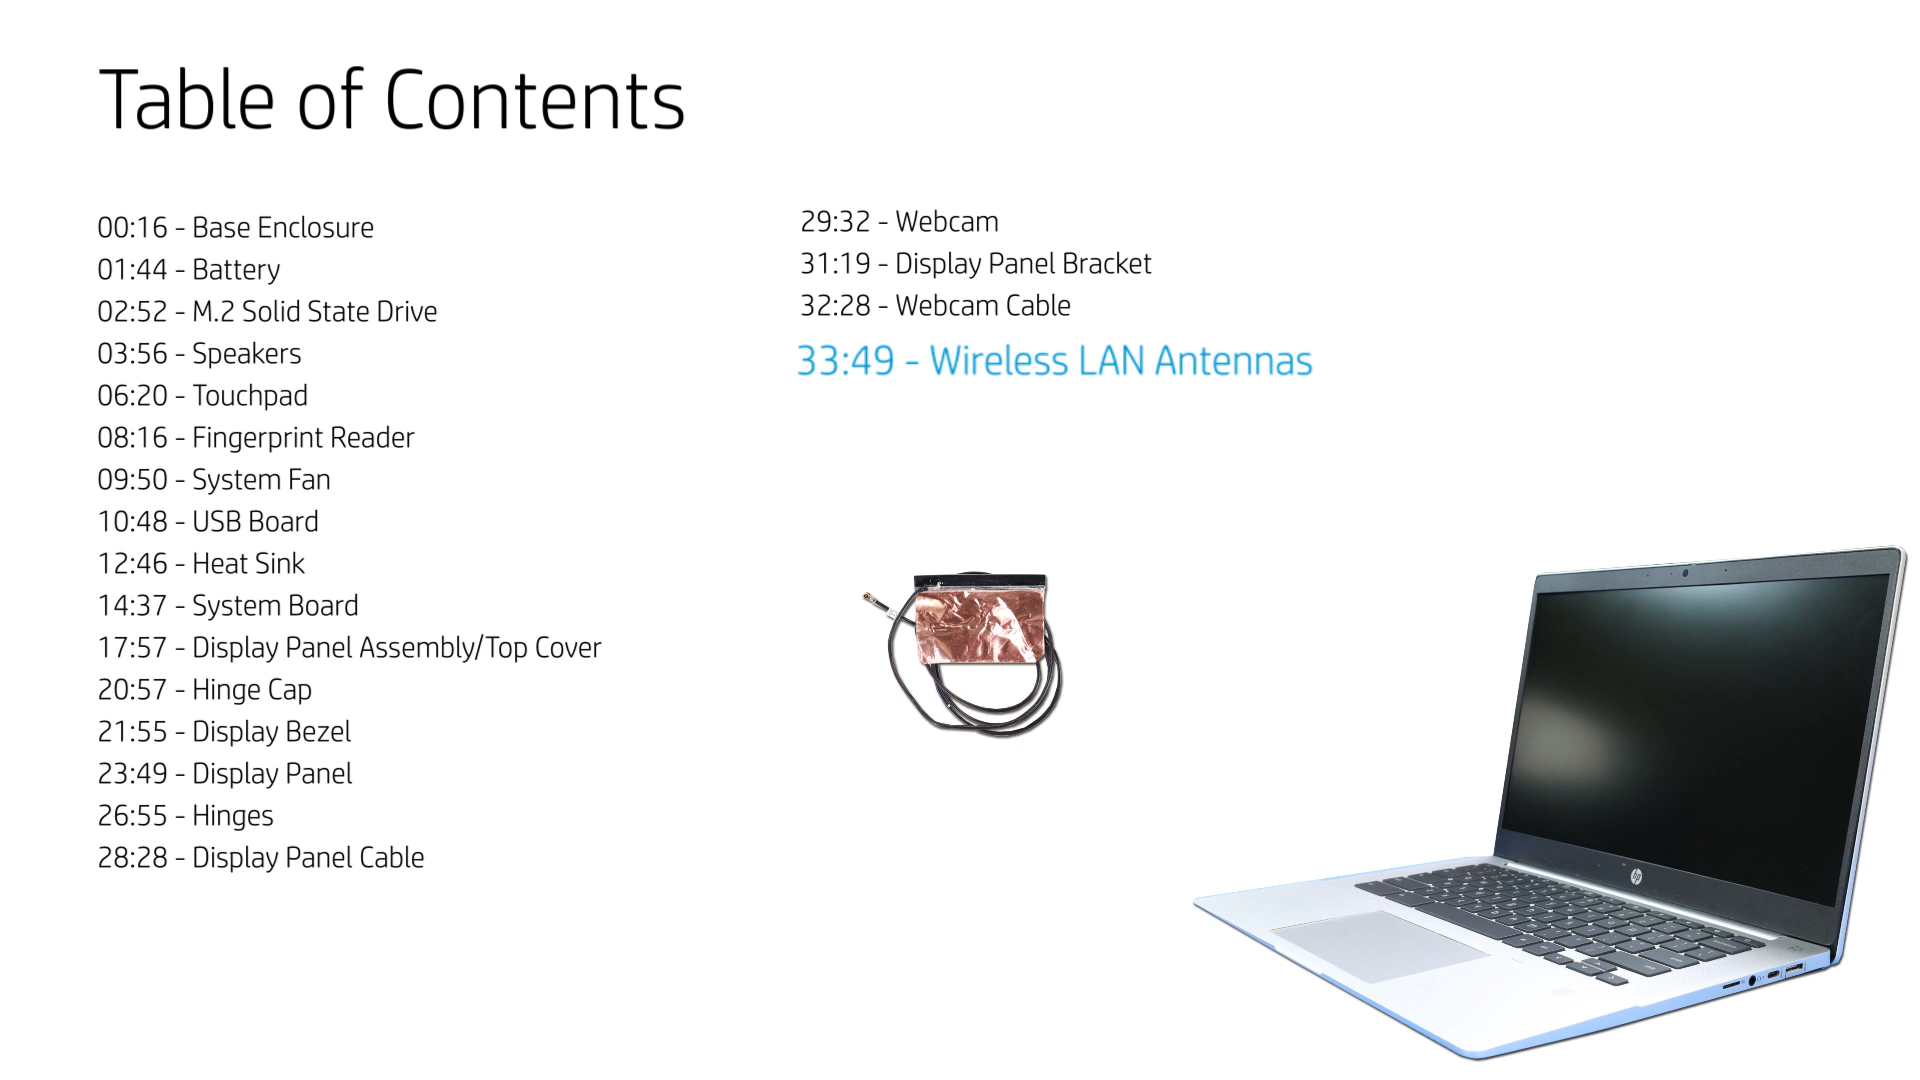 Table of Contents
00:16 - Base Enclosure
01:44 - Battery
02:52 - M.2 Solid State Drive
03:56 - Speakers
06:20 - Touchpad
08:16 - Fingerprint Reader
09:50 - System Fan
10:48 - USB Board
12:46 - Heat Sink
14:37 - System Board
17:57 - Display Panel Assembly/Top Cover
20:57 - Hinge Cap
21:55 - Display Bezel
23:49 - Display Panel
26:55 - Hinges
28:28 - Display Panel Cable
29:32 - Webcam
31:19 - Display Panel Bracket
32:28 - Webcam Cable
33:49 - Wireless LAN Antennas
hp